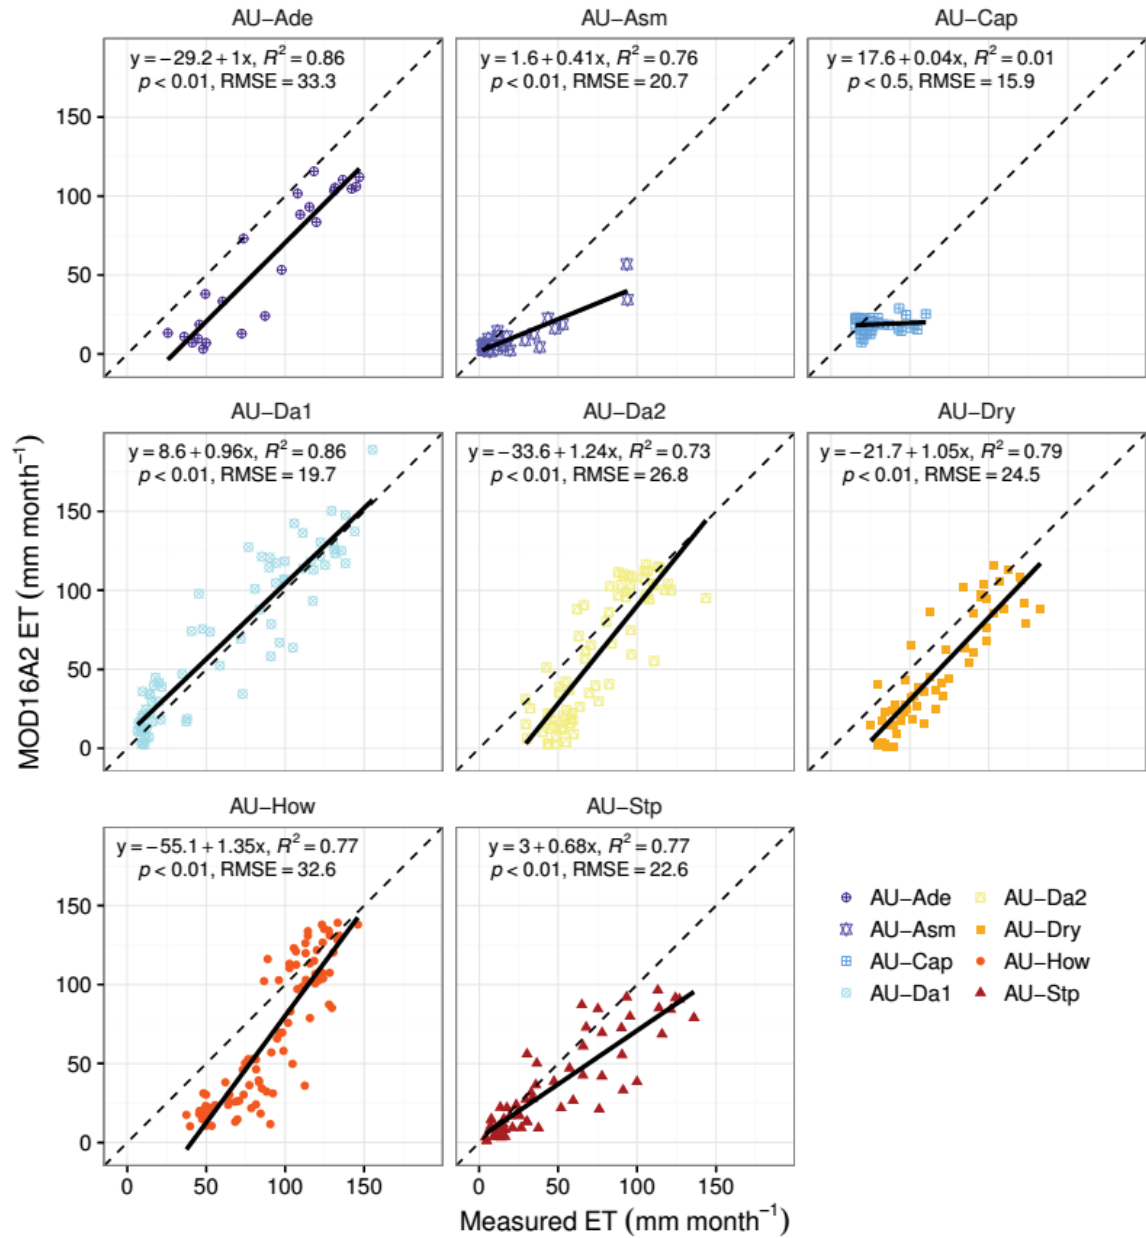 AU−Ade
AU−Asm
AU−Cap
y = −29.2 + 1x, R² = 0.86
p < 0.01, RMSE = 33.3
y = 1.6 + 0.41x, R² = 0.76
p < 0.01, RMSE = 20.7
y = 17.6 + 0.04x, R² = 0.01
p < 0.5, RMSE = 15.9
150
100
50
0
AU−Da1
AU−Da2
AU−Dry
y = 8.6 + 0.96x, R² = 0.86
p < 0.01, RMSE = 19.7
y = −33.6 + 1.24x, R² = 0.73
p < 0.01, RMSE = 26.8
y = −21.7 + 1.05x, R² = 0.79
p < 0.01, RMSE = 24.5
150
100
50
0
MOD16A2 ET (mm month⁻¹)
AU−How
AU−Stp
y = −55.1 + 1.35x, R² = 0.77
p < 0.01, RMSE = 32.6
y = 3 + 0.68x, R² = 0.77
p < 0.01, RMSE = 22.6
150
100
50
0
0 50 100 150
0 50 100 150
Measured ET (mm month⁻¹)
AU−Ade
AU−Asm
AU−Cap
AU−Da1
AU−Da2
AU−Dry
AU−How
AU−Stp